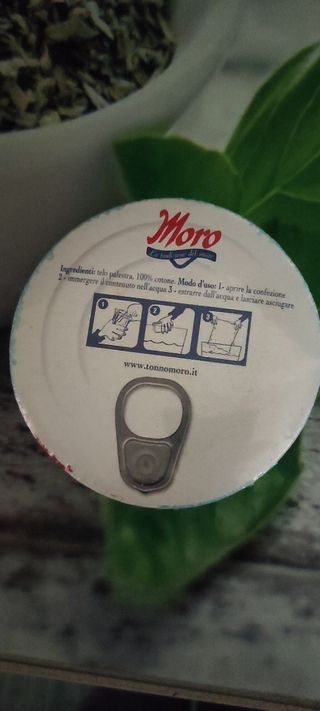 Moro
La tradizione del mare
Ingredienti: telo palestra, 100% cotone. Modo d'uso: 1- aprire la confezione
2 - immergere il contenuto nell'acqua 3 - estrarre dall'acqua e lasciare asciugare
1 2 3
www.tonnomoro.it